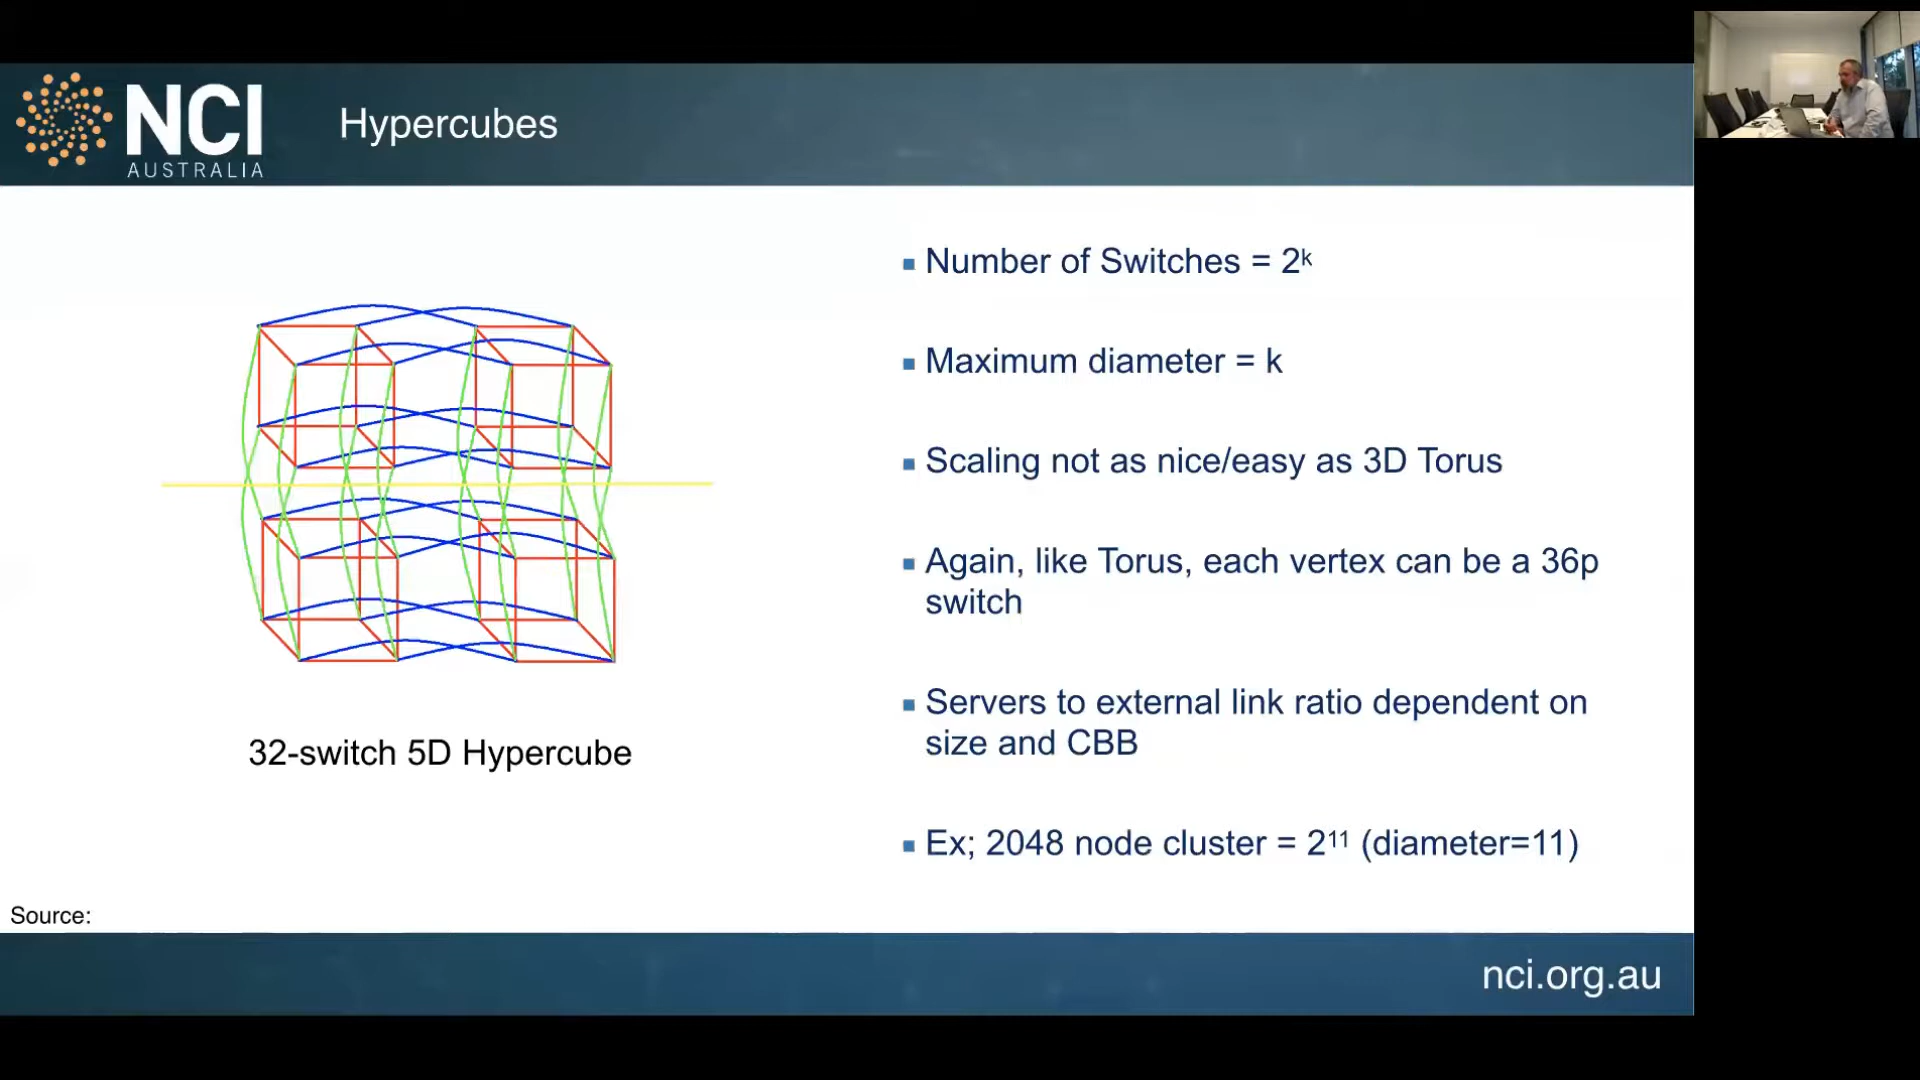 NCI
AUSTRALIA
Hypercubes
Number of Switches = 2ᵏ
Maximum diameter = k
Scaling not as nice/easy as 3D Torus
Again, like Torus, each vertex can be a 36p
switch
Servers to external link ratio dependent on
size and CBB
Ex; 2048 node cluster = 2¹¹ (diameter=11)
32-switch 5D Hypercube
Source:
nci.org.au